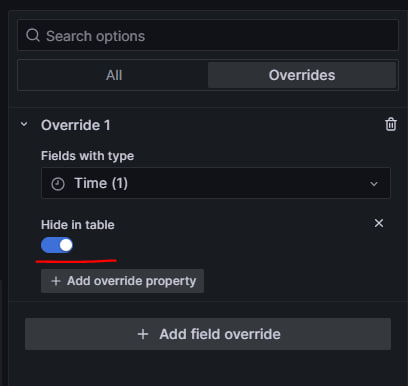 Search options
All
Overrides
Override 1
Fields with type
Time (1)
Hide in table
Add override property
Add field override